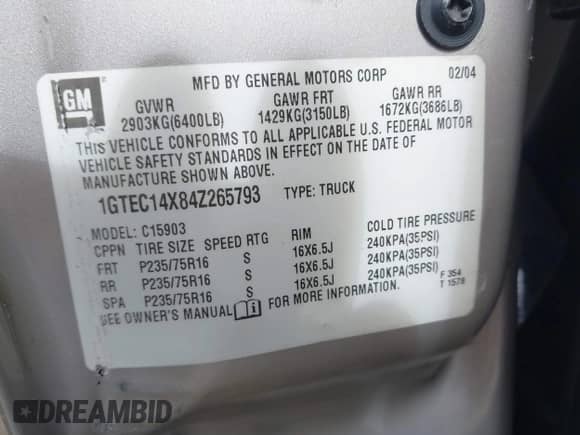 GM
MFD BY GENERAL MOTORS CORP 02/04
GVWR GAWR FRT GAWR RR
2903KG(6400LB) 1429KG(3150LB) 1672KG(3686LB)
THIS VEHICLE CONFORMS TO ALL APPLICABLE U.S. FEDERAL MOTOR
VEHICLE SAFETY STANDARDS IN EFFECT ON THE DATE OF
MANUFACTURE SHOWN ABOVE.
1GTEC14X84Z265793 TYPE: TRUCK
MODEL: C15903
CPPN TIRE SIZE SPEED RTG RIM COLD TIRE PRESSURE
FRT P235/75R16 S 16X6.5J 240KPA(35PSI)
RR P235/75R16 S 16X6.5J 240KPA(35PSI)
SPA P235/75R16 S 16X6.5J 240KPA(35PSI)
SEE OWNER'S MANUAL FOR MORE INFORMATION.
F 354
T 1578
DREAMBID